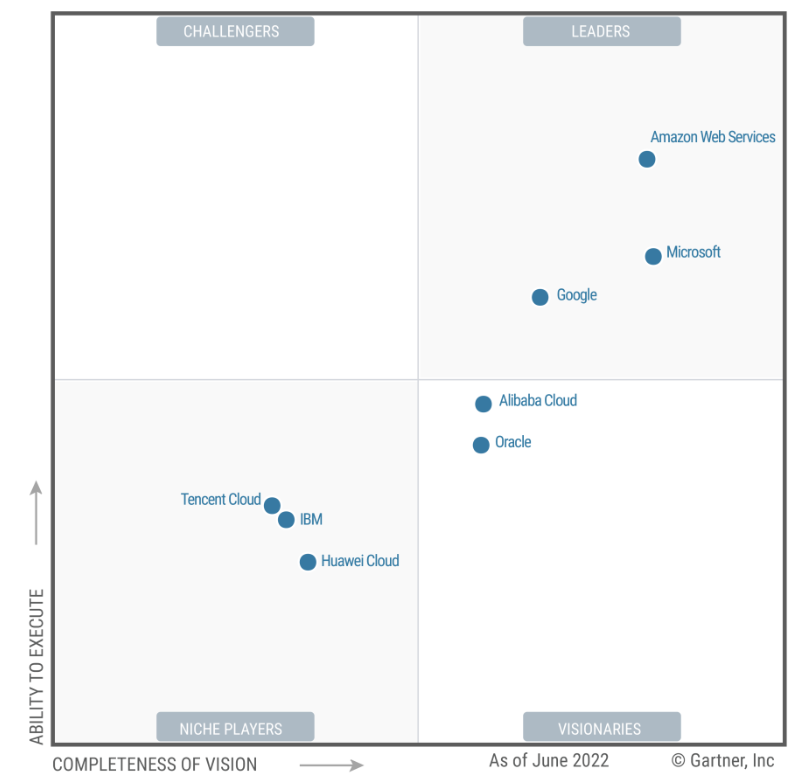 CHALLENGERS
LEADERS
Amazon Web Services
Microsoft
Google
Alibaba Cloud
Oracle
Tencent Cloud
IBM
Huawei Cloud
ABILITY TO EXECUTE
NICHE PLAYERS
VISIONARIES
COMPLETENESS OF VISION
As of June 2022
© Gartner, Inc